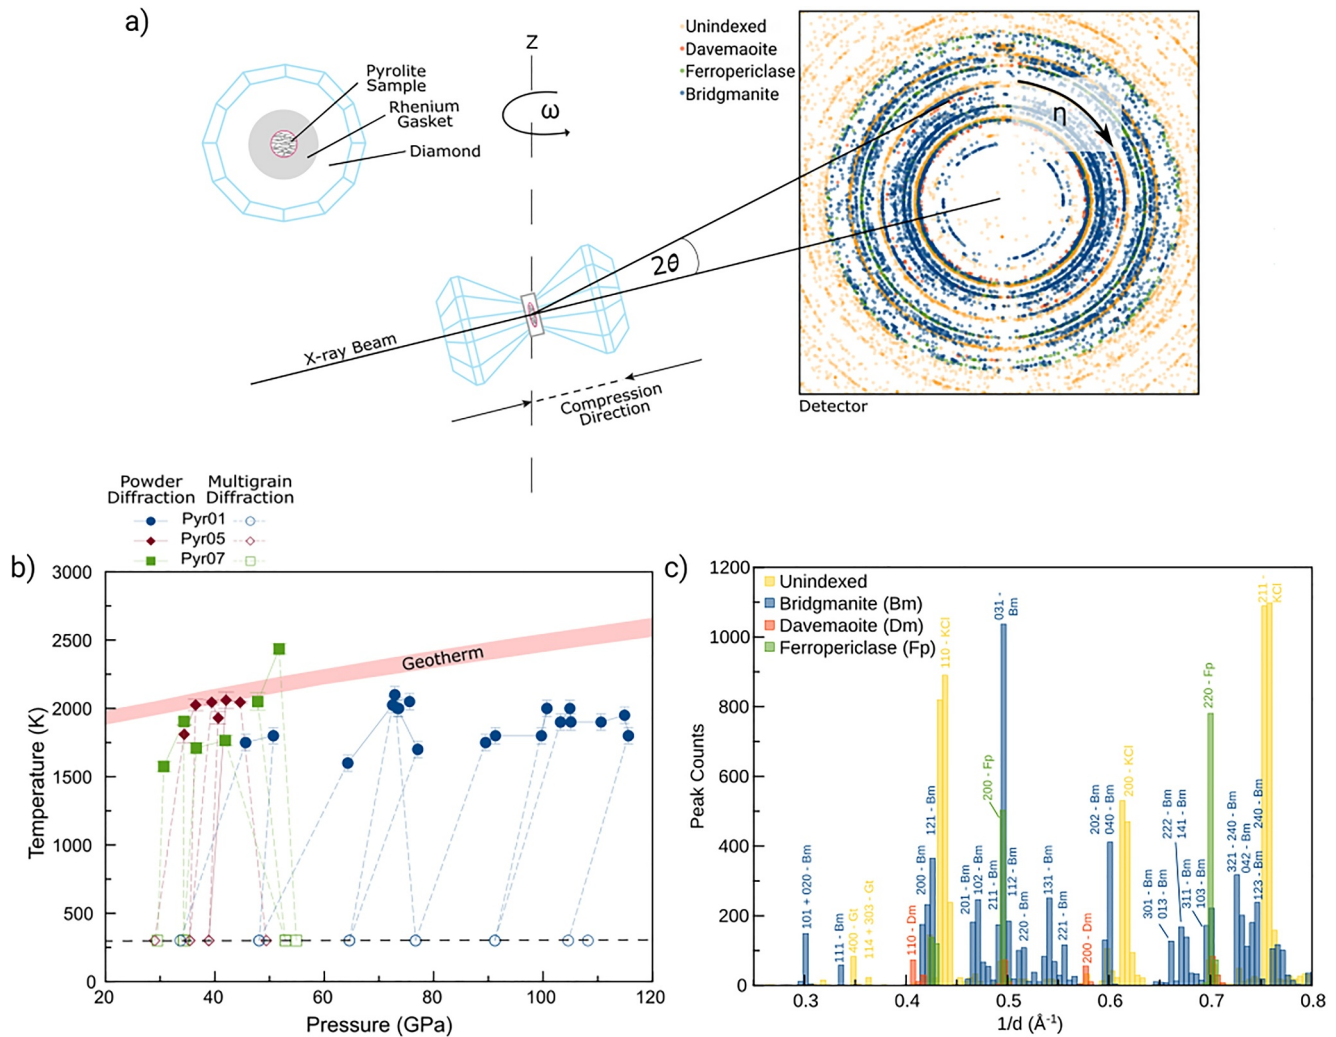 a)
Pyrolite
Sample
Rhenium
Gasket
Diamond
Z
ω
Unindexed
Davemaoite
Ferropericlase
Bridgmanite
η
2θ
X-ray Beam
Compression
Direction
Detector
Powder
Diffraction
Multigrain
Diffraction
Pyr01
Pyr05
Pyr07
b)
3000
2500
2000
1500
1000
500
0
Temperature (K)
Geotherm
20
40
60
80
100
120
Pressure (GPa)
c)
1200
1000
800
600
400
200
0
Peak Counts
Unindexed
Bridgmanite (Bm)
Davemaoite (Dm)
Ferropericlase (Fp)
101 + 020 - Bm
111 - Bm
400 - Gt
114 + 303 - Gt
110 - Dm
200 - Bm
121 - Bm
110 - KCl
201 - Bm
102 - Bm
200 - Fp
211 - Bm
031 -
Bm
112 - Bm
220 - Bm
131 - Bm
221 - Bm
200 - Dm
202 - Bm
040 - Bm
200 - KCl
301 - Bm
013 - Bm
222 - Bm
141 - Bm
311 - Bm
103 - Bm
220 - Fp
321 - 240 - Bm
042 - Bm
123 - Bm
240 - Bm
211 -
KCl
0.3
0.4
0.5
0.6
0.7
0.8
1/d (Å-1)